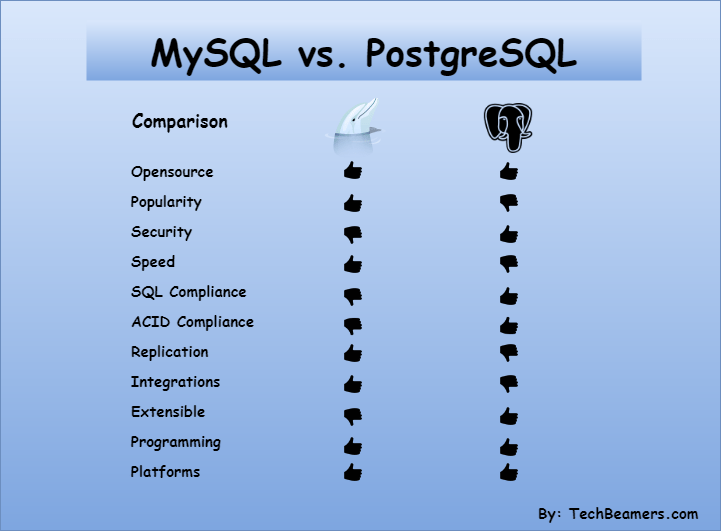 MySQL vs. PostgreSQL
Comparison
Opensource
Popularity
Security
Speed
SQL Compliance
ACID Compliance
Replication
Integrations
Extensible
Programming
Platforms
By: TechBeamers.com